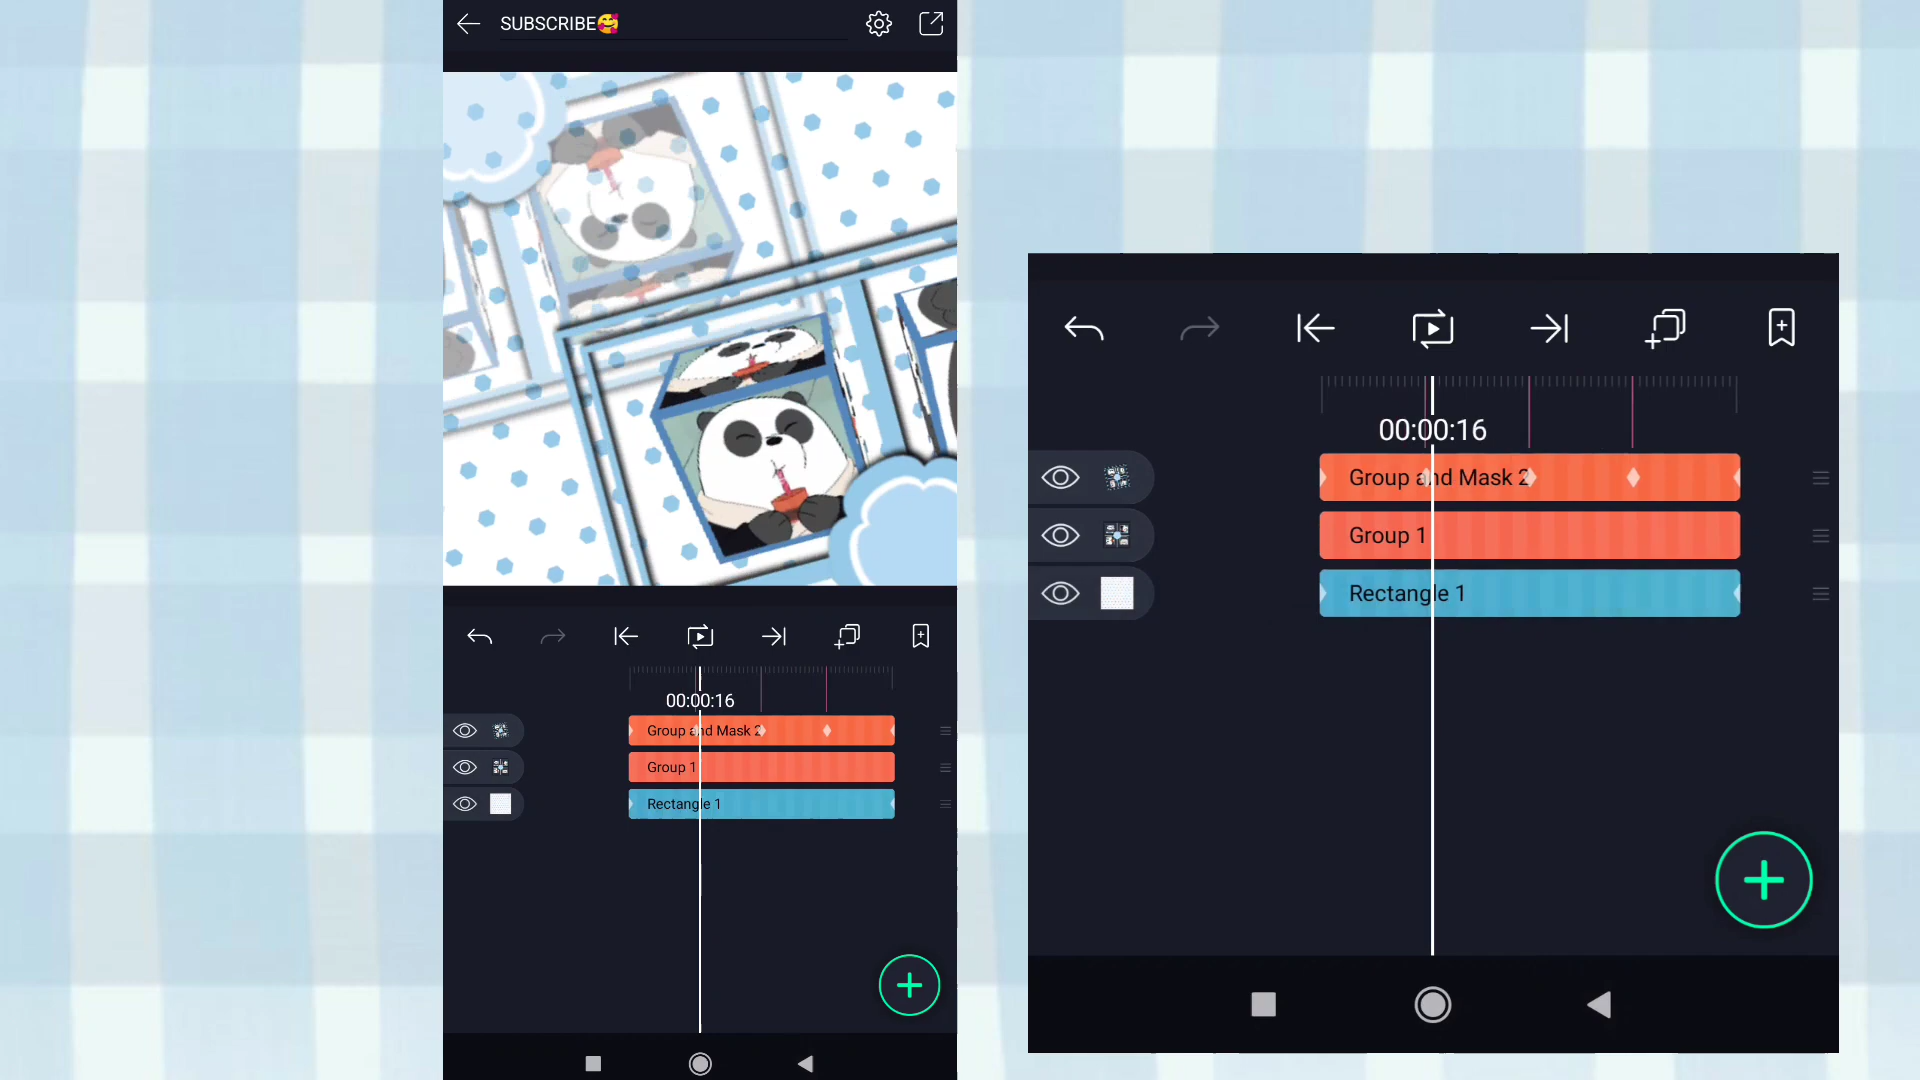 SUBSCRIBE🥰
00:00:16
Group and Mask 2
Group 1
Rectangle 1
00:00:16
Group and Mask 2
Group 1
Rectangle 1